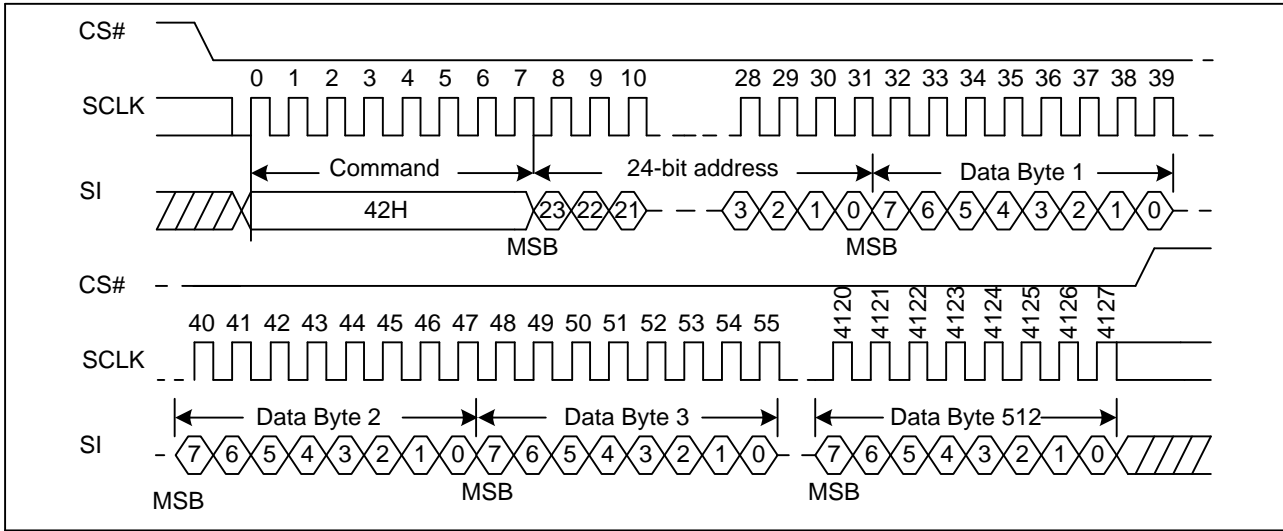 CS#
0 1 2 3 4 5 6 7 8 9 10 28 29 30 31 32 33 34 35 36 37 38 39
SCLK
Command 24-bit address Data Byte 1
SI
42H 23 22 21 3 2 1 0 7 6 5 4 3 2 1 0
MSB MSB
CS#
40 41 42 43 44 45 46 47 48 49 50 51 52 53 54 55 4120 4121 4122 4123 4124 4125 4126 4127
SCLK
Data Byte 2 Data Byte 3 Data Byte 512
SI
7 6 5 4 3 2 1 0 7 6 5 4 3 2 1 0 7 6 5 4 3 2 1 0
MSB MSB MSB